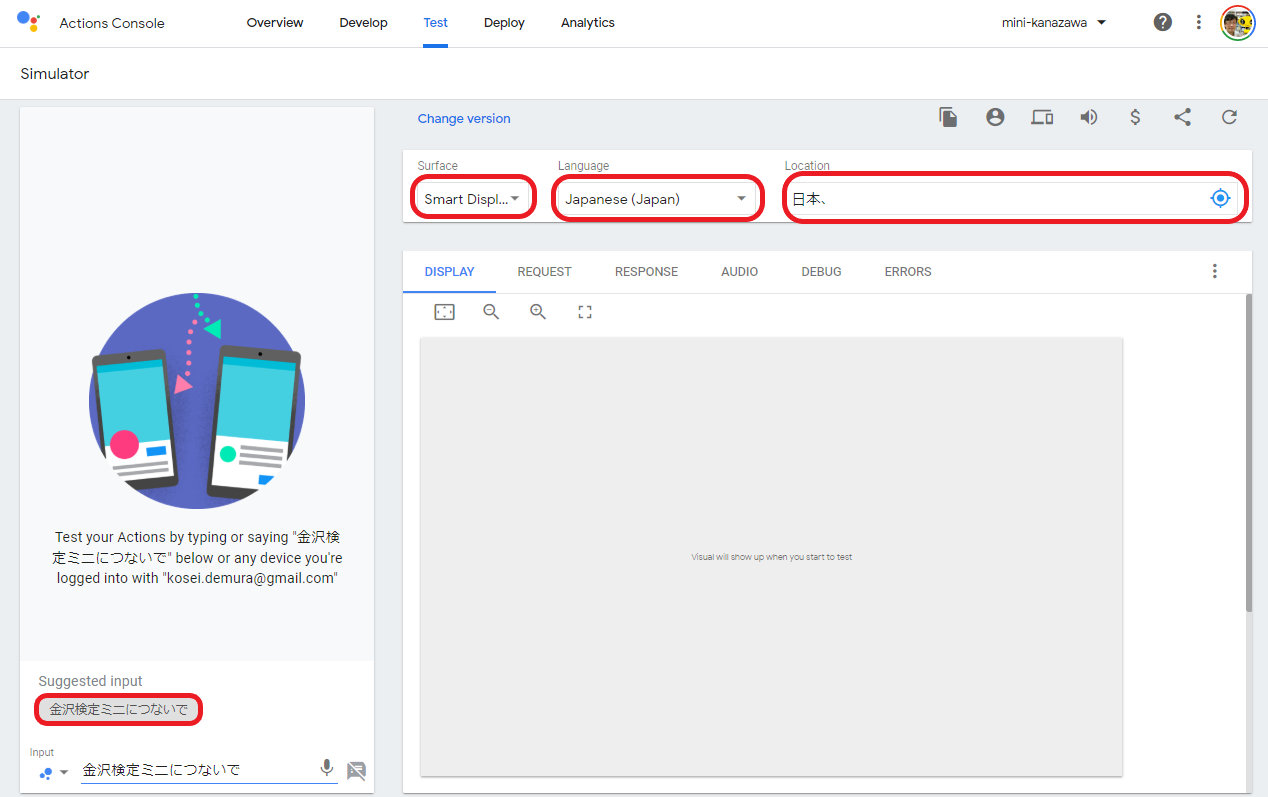 Actions Console
Overview
Develop
Test
Deploy
Analytics
mini-kanazawa
Simulator
Change version
Surface
Language
Location
Smart Displ...
Japanese (Japan)
日本、
DISPLAY
REQUEST
RESPONSE
AUDIO
DEBUG
ERRORS
Visual will show up when you start to test
Test your Actions by typing or saying "金沢検
定ミニにつないで" below or any device you're
logged into with "kosei.demura@gmail.com"
Suggested input
金沢検定ミニにつないで
Input
金沢検定ミニにつないで